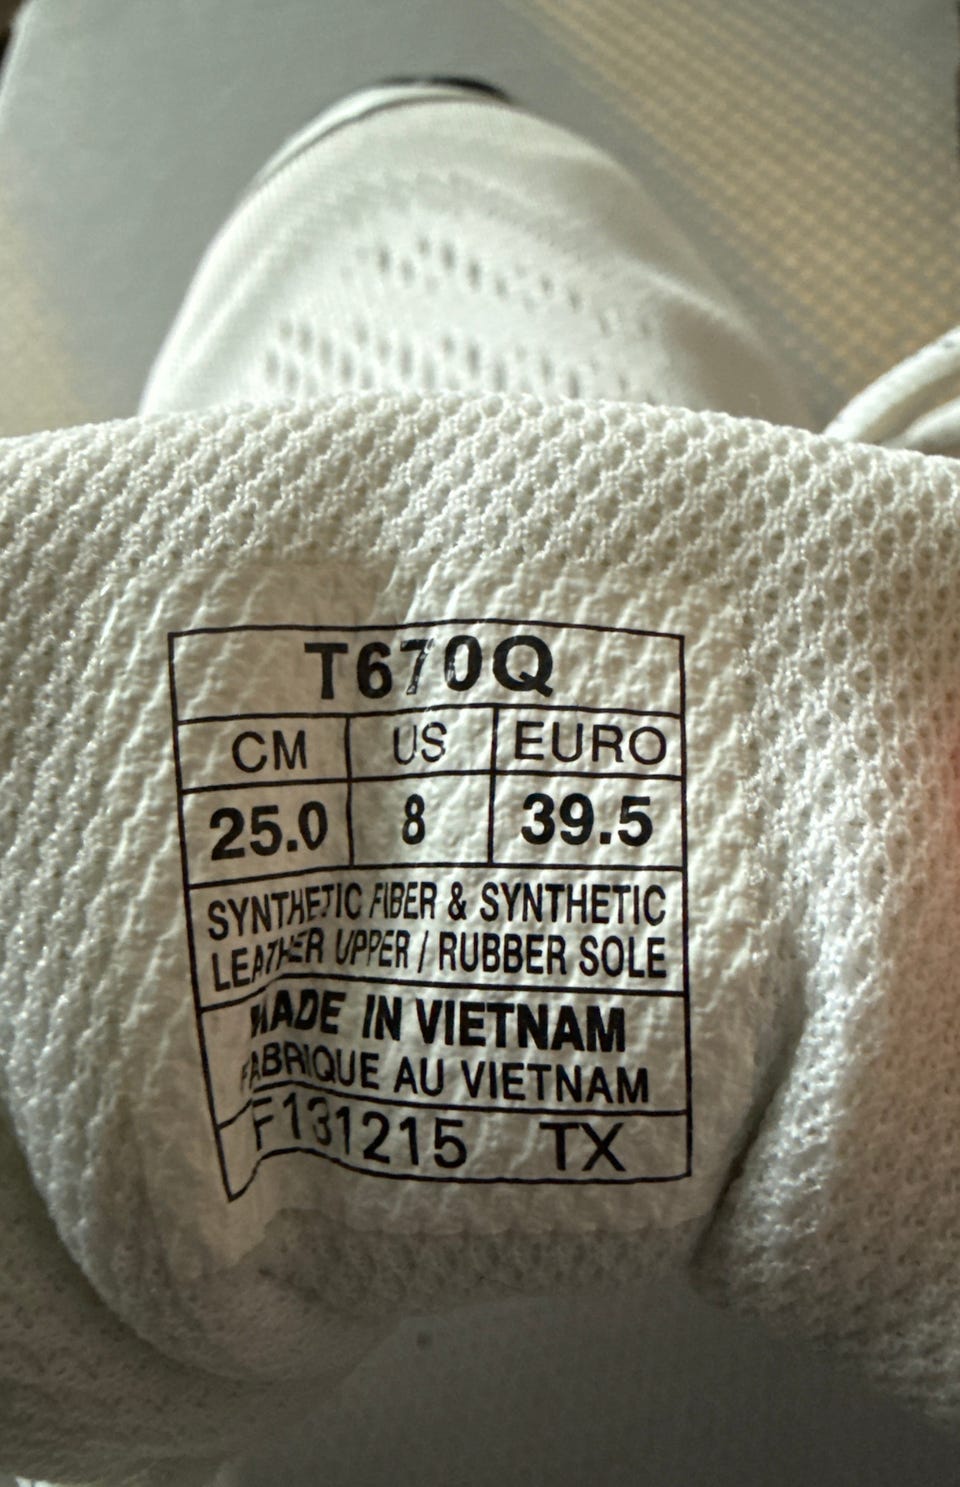 T670Q
CM US EURO
25.0 8 39.5
SYNTHETIC FIBER & SYNTHETIC
LEATHER UPPER / RUBBER SOLE
MADE IN VIETNAM
FABRIQUE AU VIETNAM
F131215 TX